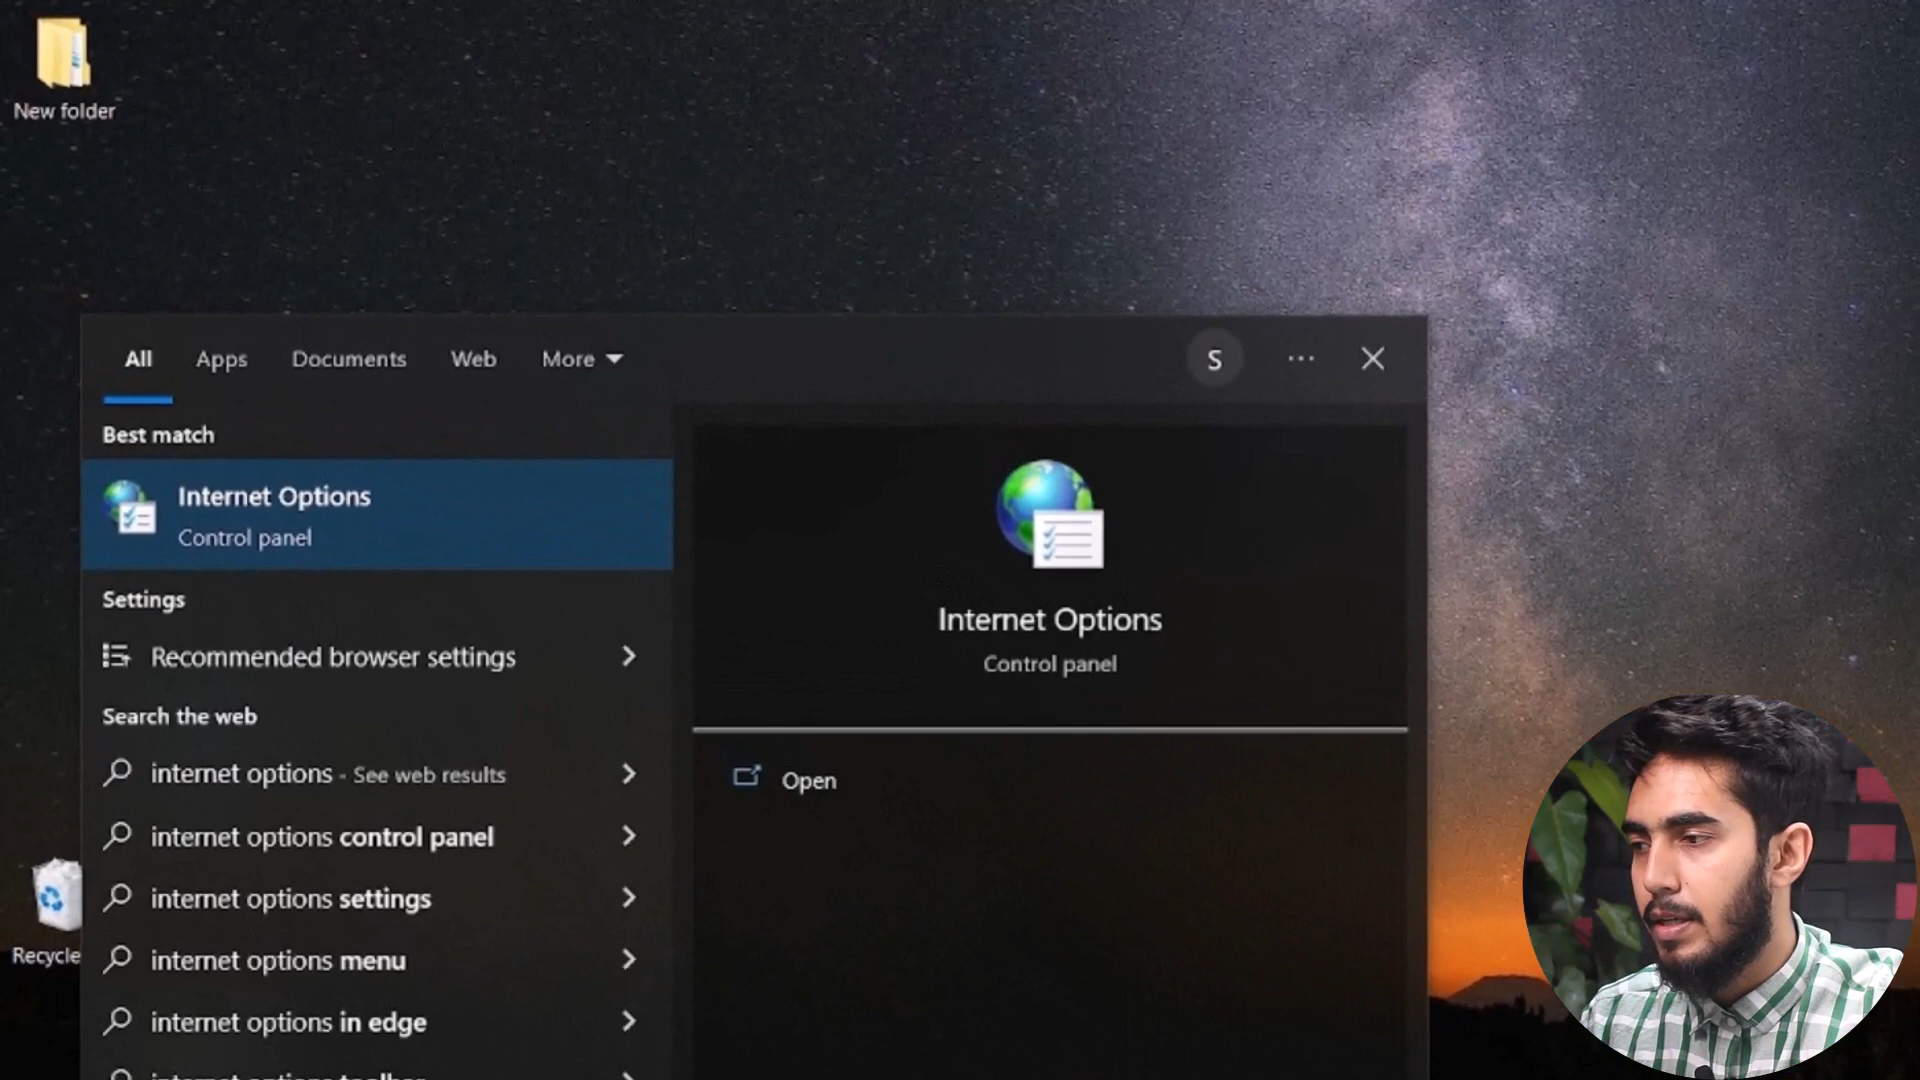 New folder
All
Apps
Documents
Web
More
S
Best match
Internet Options
Control panel
Settings
Recommended browser settings
Search the web
internet options - See web results
internet options control panel
internet options settings
internet options menu
internet options in edge
internet options
Internet Options
Control panel
Open
Recycle